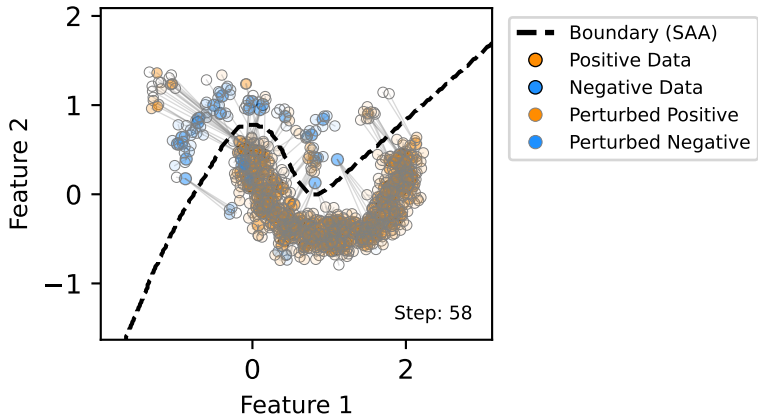 2
1
0
−1
Feature 2
0
2
Feature 1
Step: 58
Boundary (SAA)
Positive Data
Negative Data
Perturbed Positive
Perturbed Negative